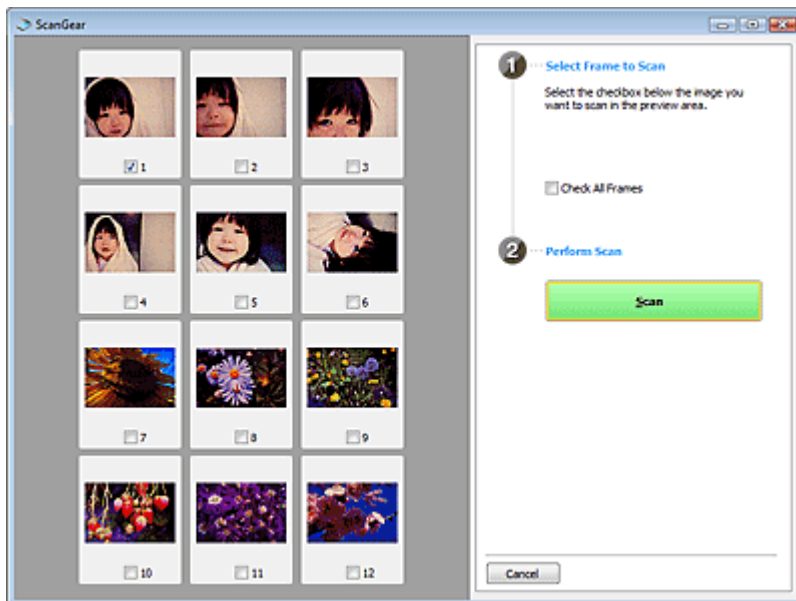 ScanGear
1 Select Frame to Scan
Select the checkbox below the image you
want to scan in the preview area.
Check All Frames
2 Perform Scan
Scan
Cancel
1 2 3
4 5 6
7 8 9
10 11 12